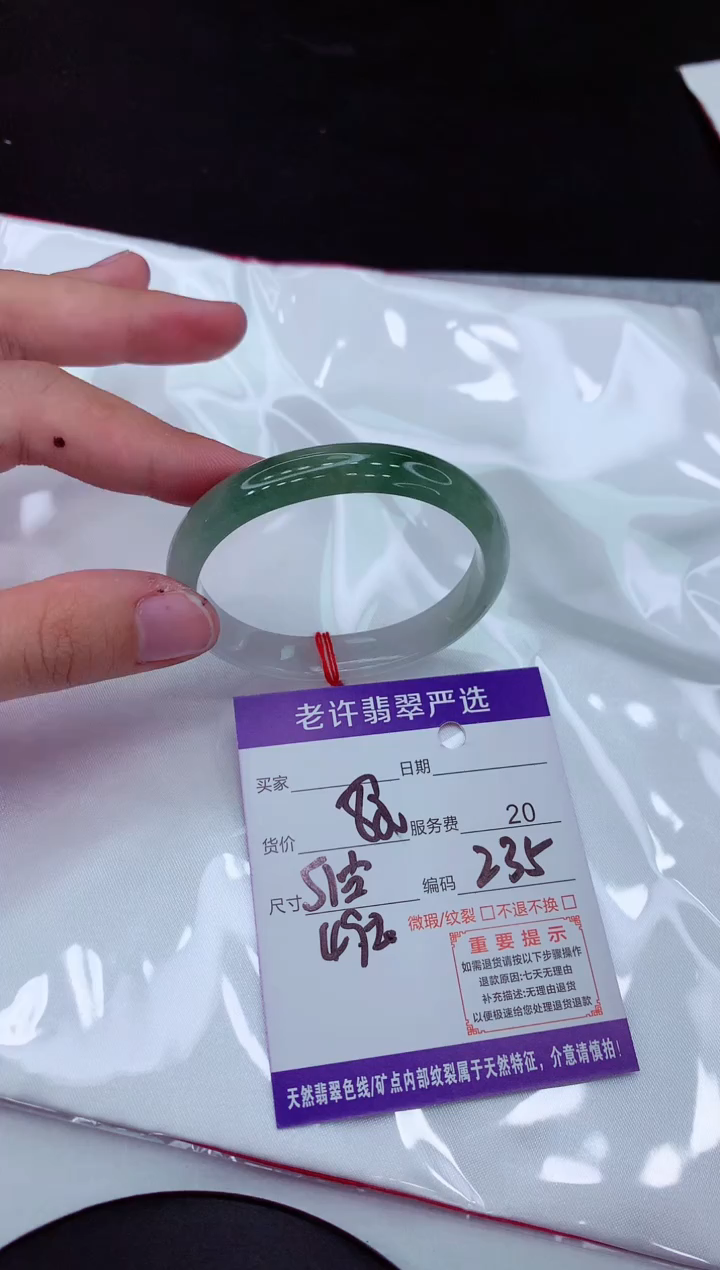 老许翡翠严选
买家 日期
货价 服务费 20
尺寸 51 编码 235
微瑕/纹裂 □ 不退不换 □
重要提示
如需退货请按以下步骤操作
退款原因:七天无理由
补充描述:无理由退货
以便极速给您处理退货退款
天然翡翠色线/矿点内部纹裂属于天然特征，介意请慎拍！